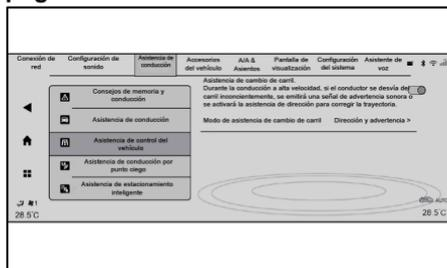 Conexión de red
Configuración de sonido
Asistencia de conducción
Accesorios del vehículo
A/A & Asientos
Pantalla de visualización
Configuración del sistema
Asistente de voz
Consejos de memoria y conducción
Asistencia de conducción
Asistencia de control del vehículo
Asistencia de conducción por punto ciego
Asistencia de estacionamiento inteligente
Asistencia de cambio de carril.
Durante la conducción a alta velocidad, si el conductor se desvía del
carril inconcientemente, se emitirá una señal de advertencia sonora o
se activará la asistencia de dirección para corregir la trayectoria.
Modo de asistencia de cambio de carril Dirección y advertencia >
28.5°C
AUTO
28.5°C